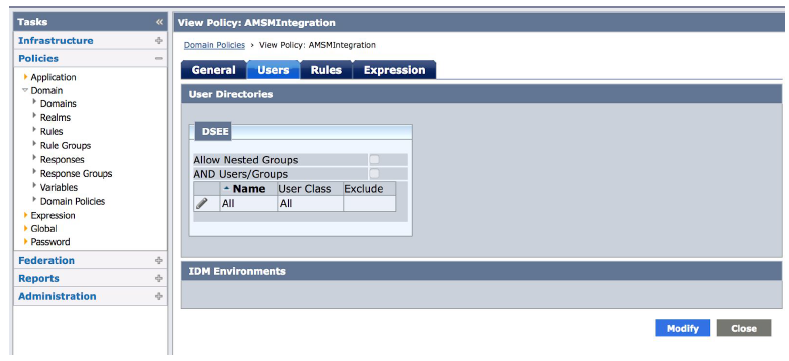 Tasks «
Infrastructure
Policies
Application
Domain
Domains
Realms
Rules
Rule Groups
Responses
Response Groups
Variables
Domain Policies
Expression
Global
Password
Federation
Reports
Administration
View Policy: AMSMIntegration
Domain Policies › View Policy: AMSMIntegration
General Users Rules Expression
User Directories
DSEE
Allow Nested Groups
AND Users/Groups
Name User Class Exclude
All All
IDM Environments
Modify Close